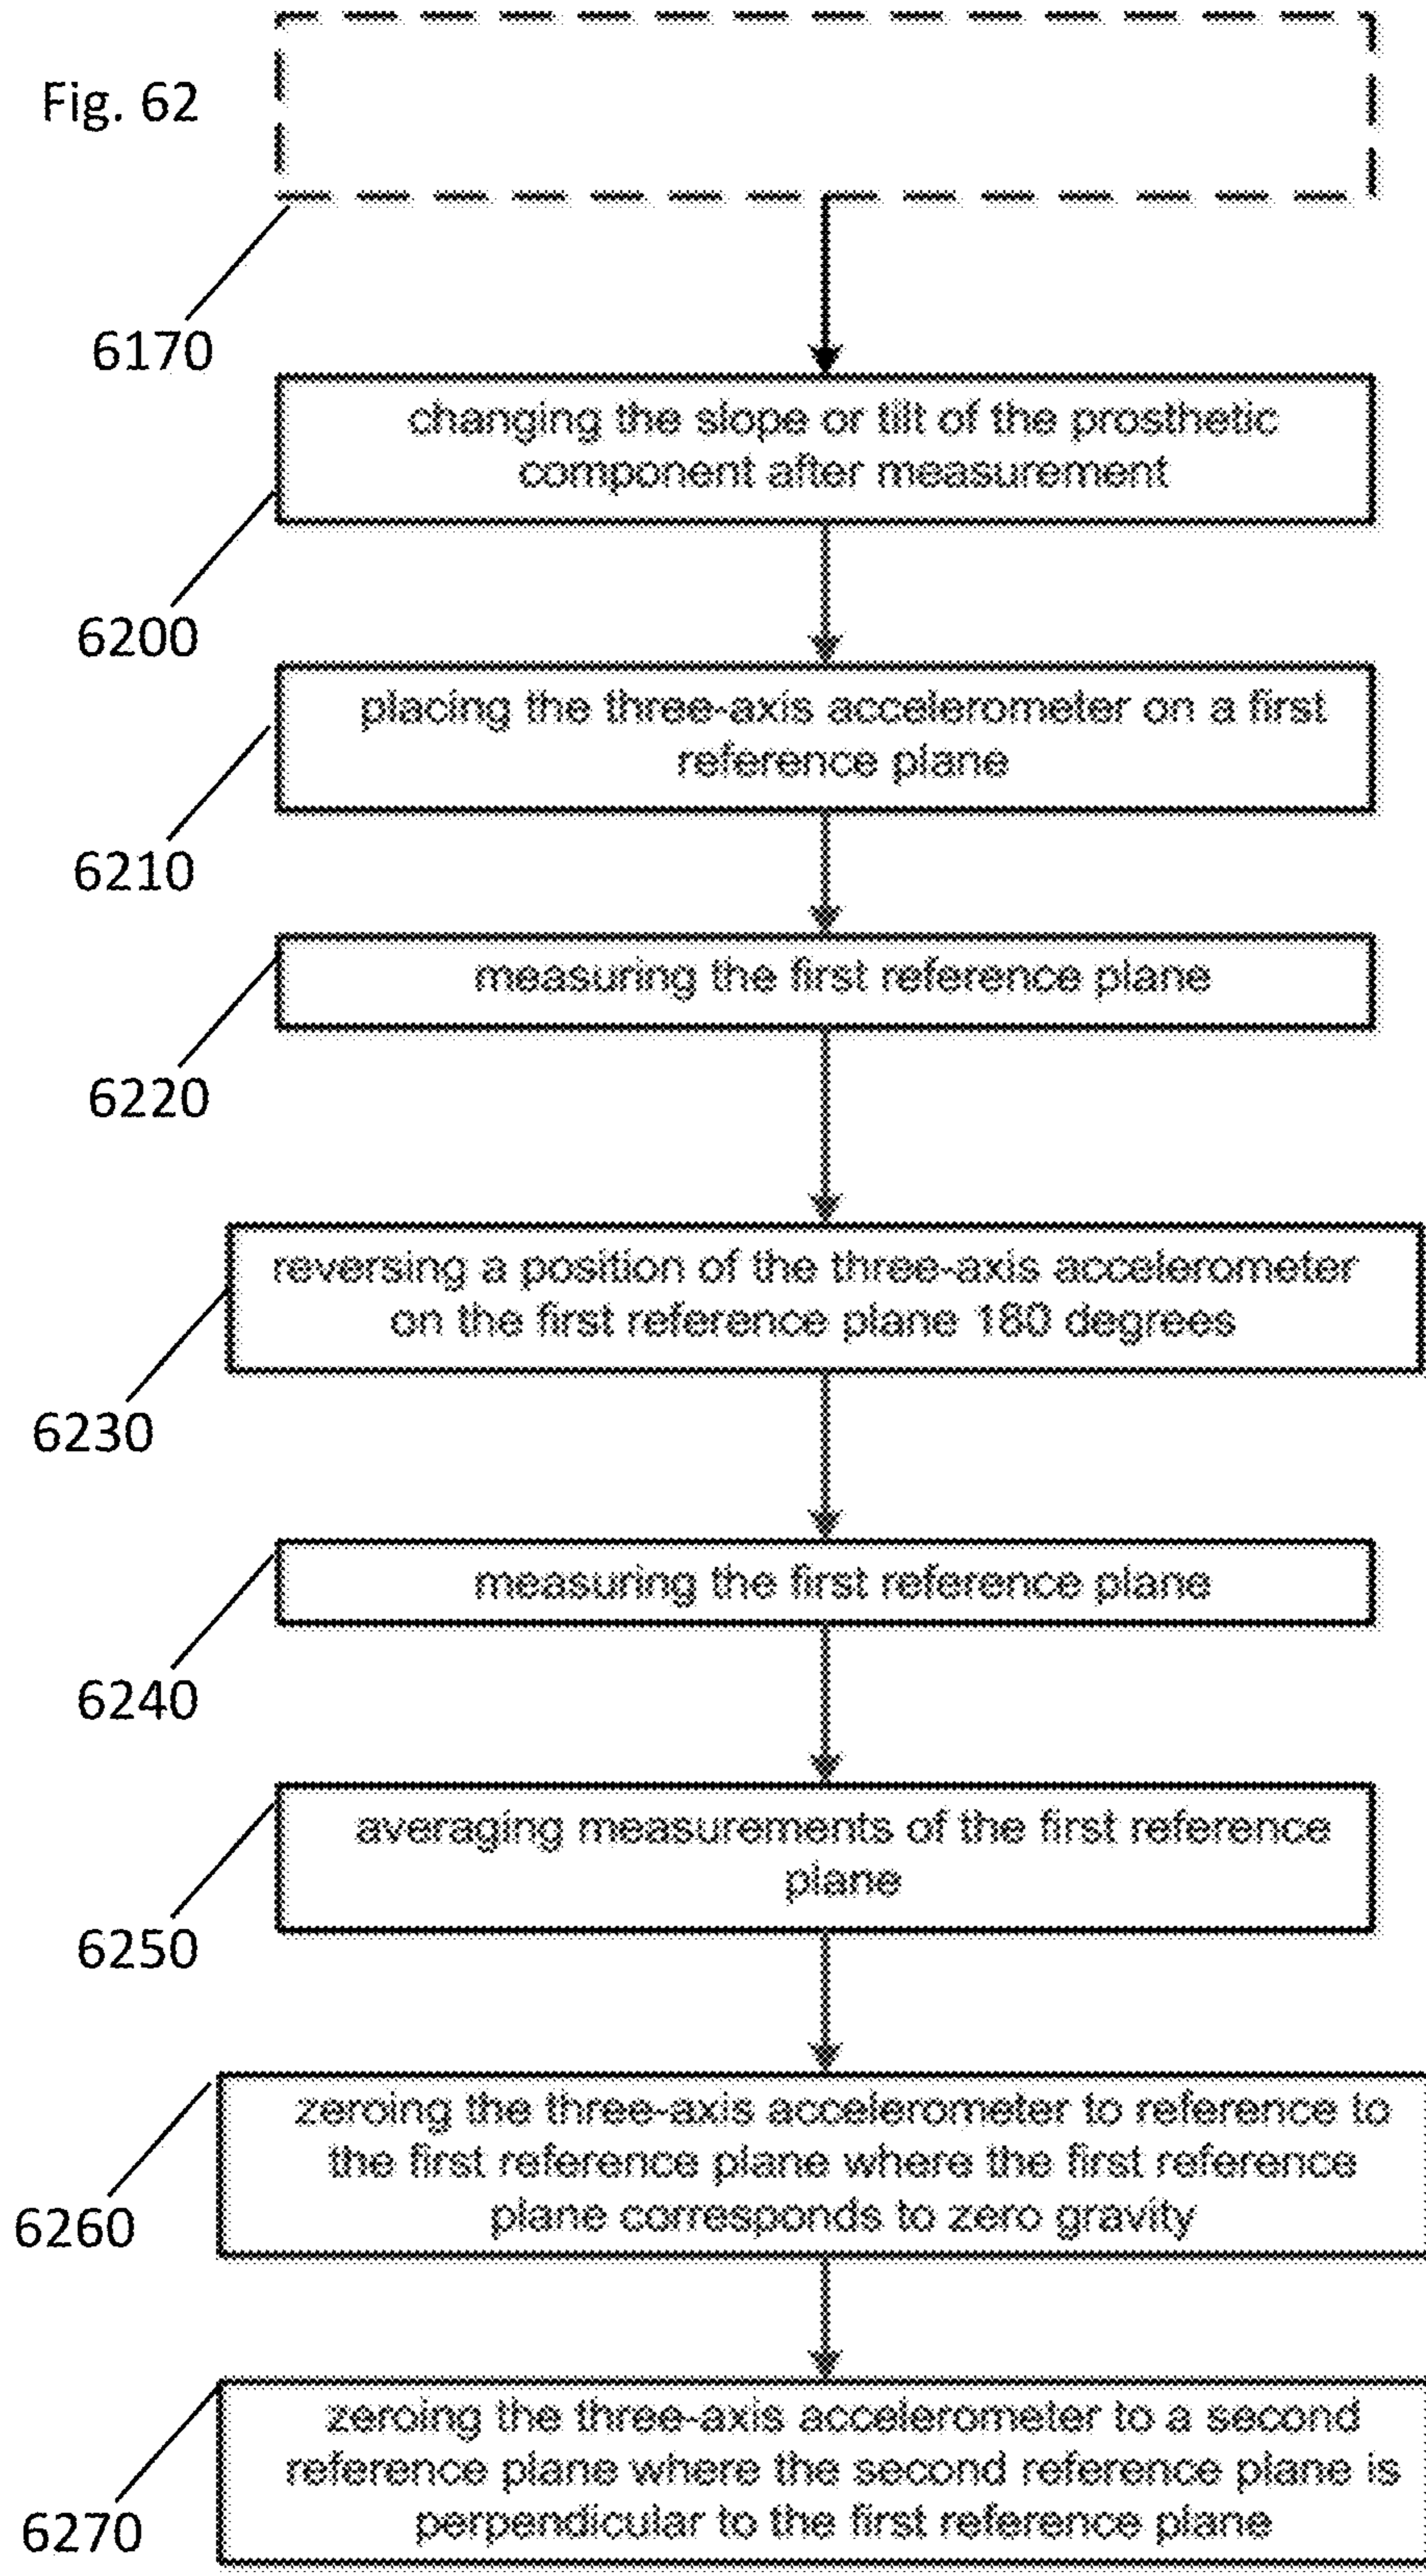 Fig. 62
6170
changing the slope or tilt of the prosthetic
component after measurement
6200
placing the three-axis accelerometer on a first
reference plane
6210
measuring the first reference plane
6220
reversing a position of the three-axis accelerometer
on the first reference plane 180 degrees
6230
measuring the first reference plane
6240
averaging measurements of the first reference
plane
6250
zeroing the three-axis accelerometer to reference to
the first reference plane where the first reference
plane corresponds to zero gravity
6260
zeroing the three-axis accelerometer to a second
reference plane where the second reference plane is
perpendicular to the first reference plane
6270